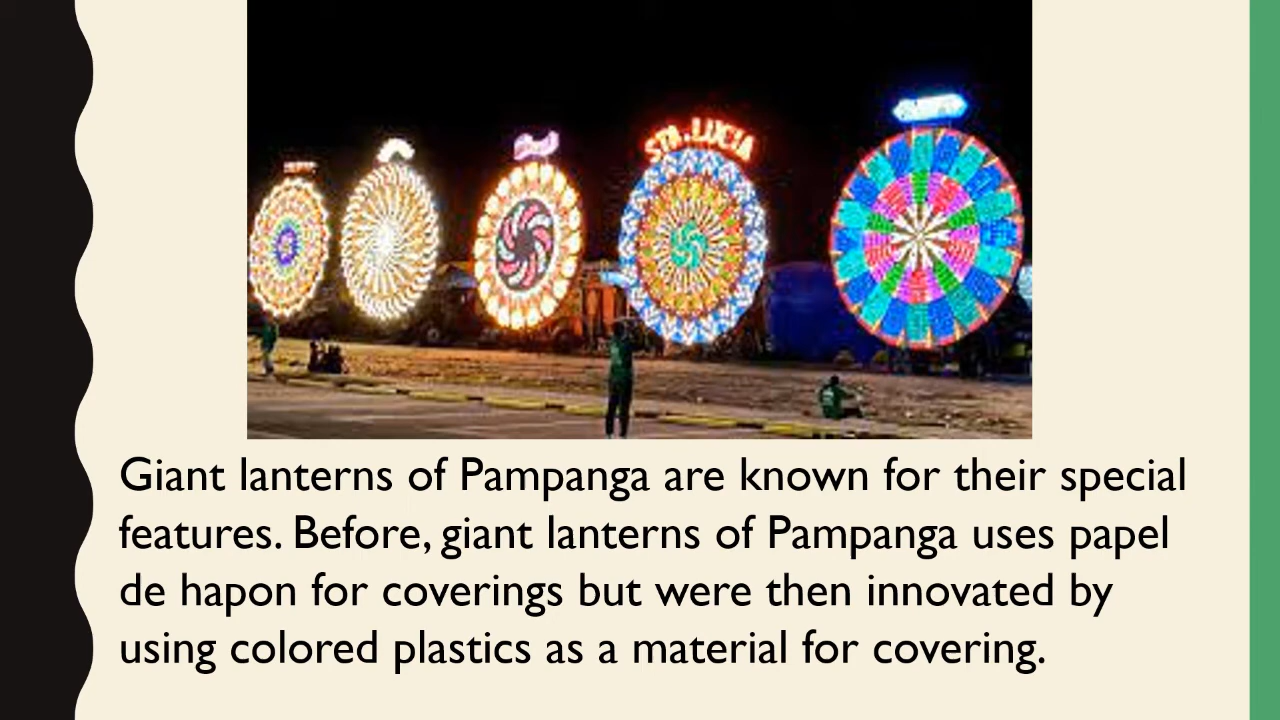 STA. LUCIA
Giant lanterns of Pampanga are known for their special
features. Before, giant lanterns of Pampanga uses papel
de hapon for coverings but were then innovated by
using colored plastics as a material for covering.